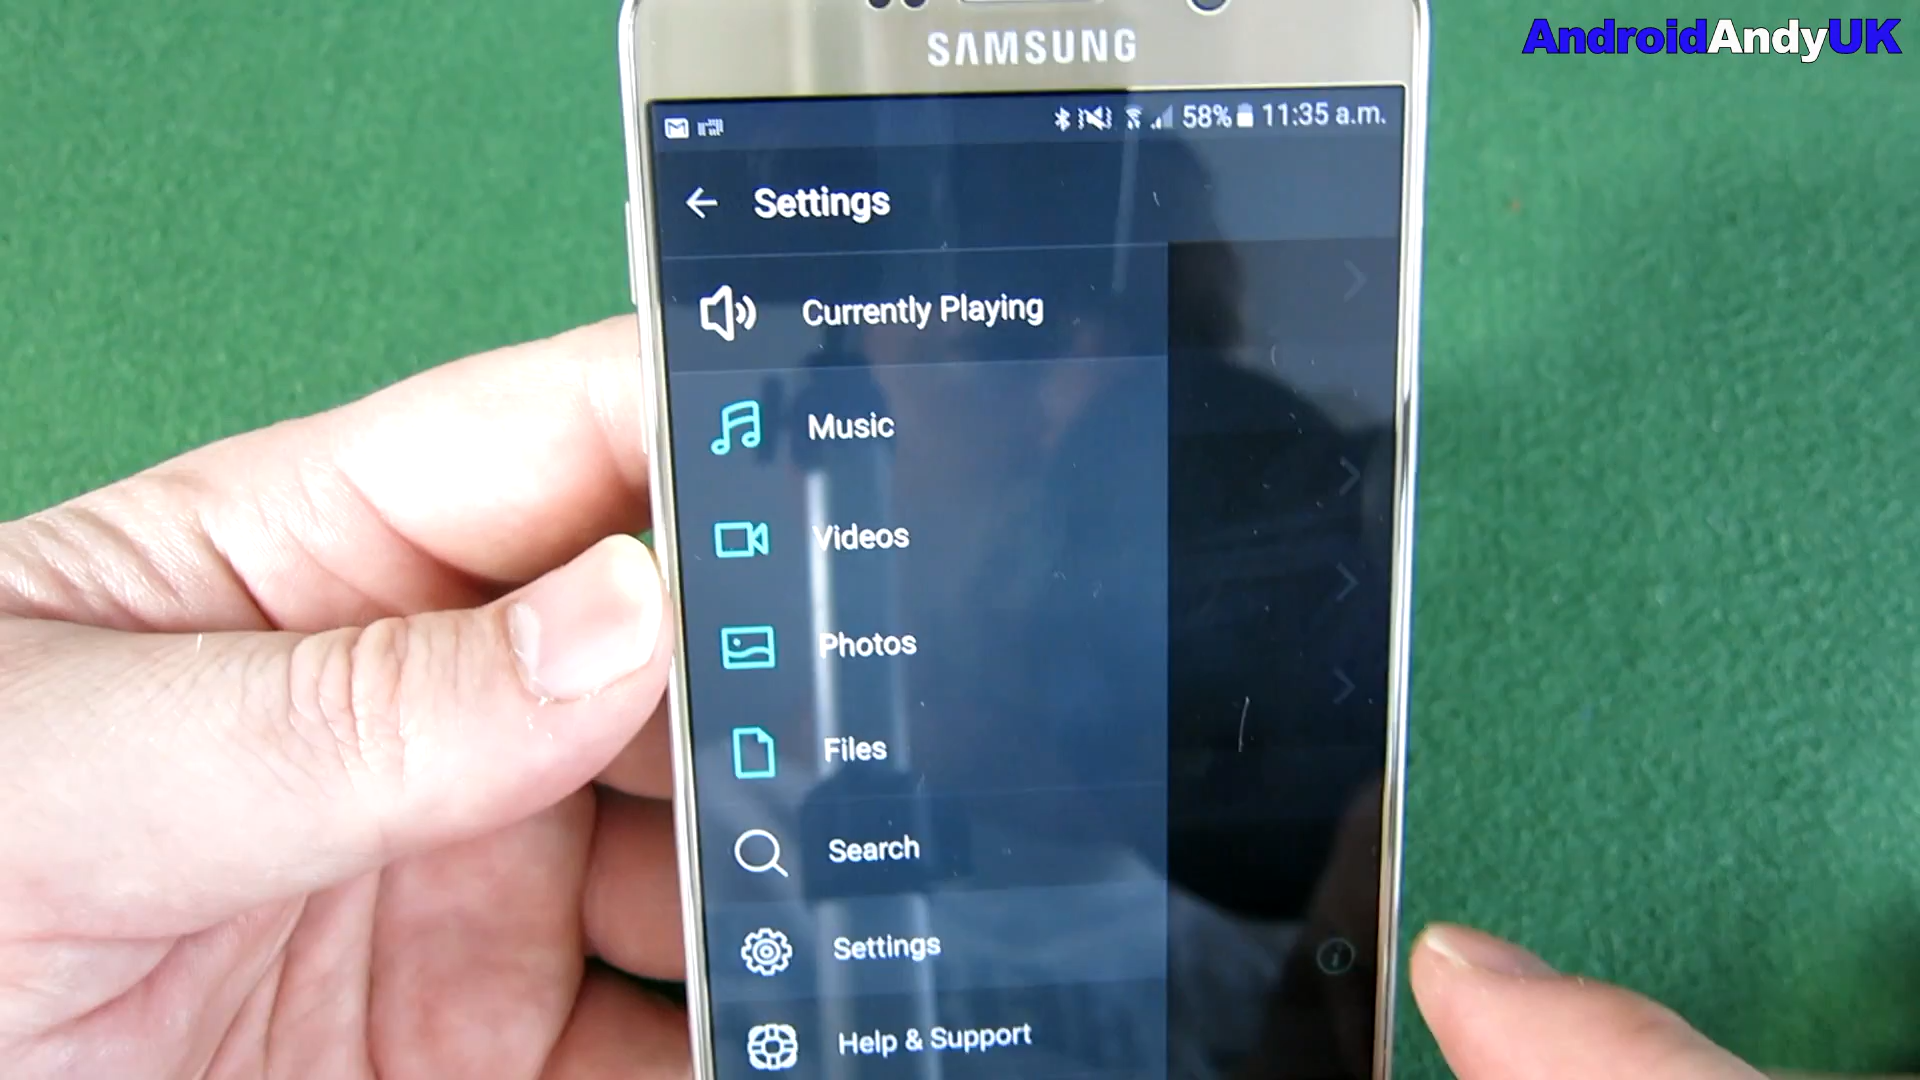 AndroidAndyUK
SAMSUNG
58% 11:35 a.m.
Settings
Currently Playing
Music
Videos
Photos
Files
Search
Settings
Help & Support